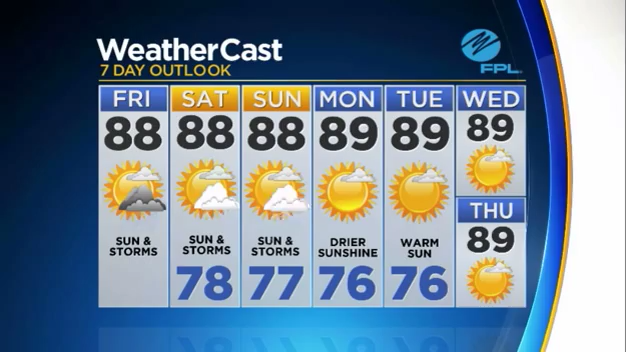 WeatherCast
7 DAY OUTLOOK
FPL
FRI
88
SUN &
STORMS
SAT
88
SUN &
STORMS
78
SUN
88
SUN &
STORMS
77
MON
89
DRIER
SUNSHINE
76
TUE
89
WARM
SUN
76
WED
89
THU
89